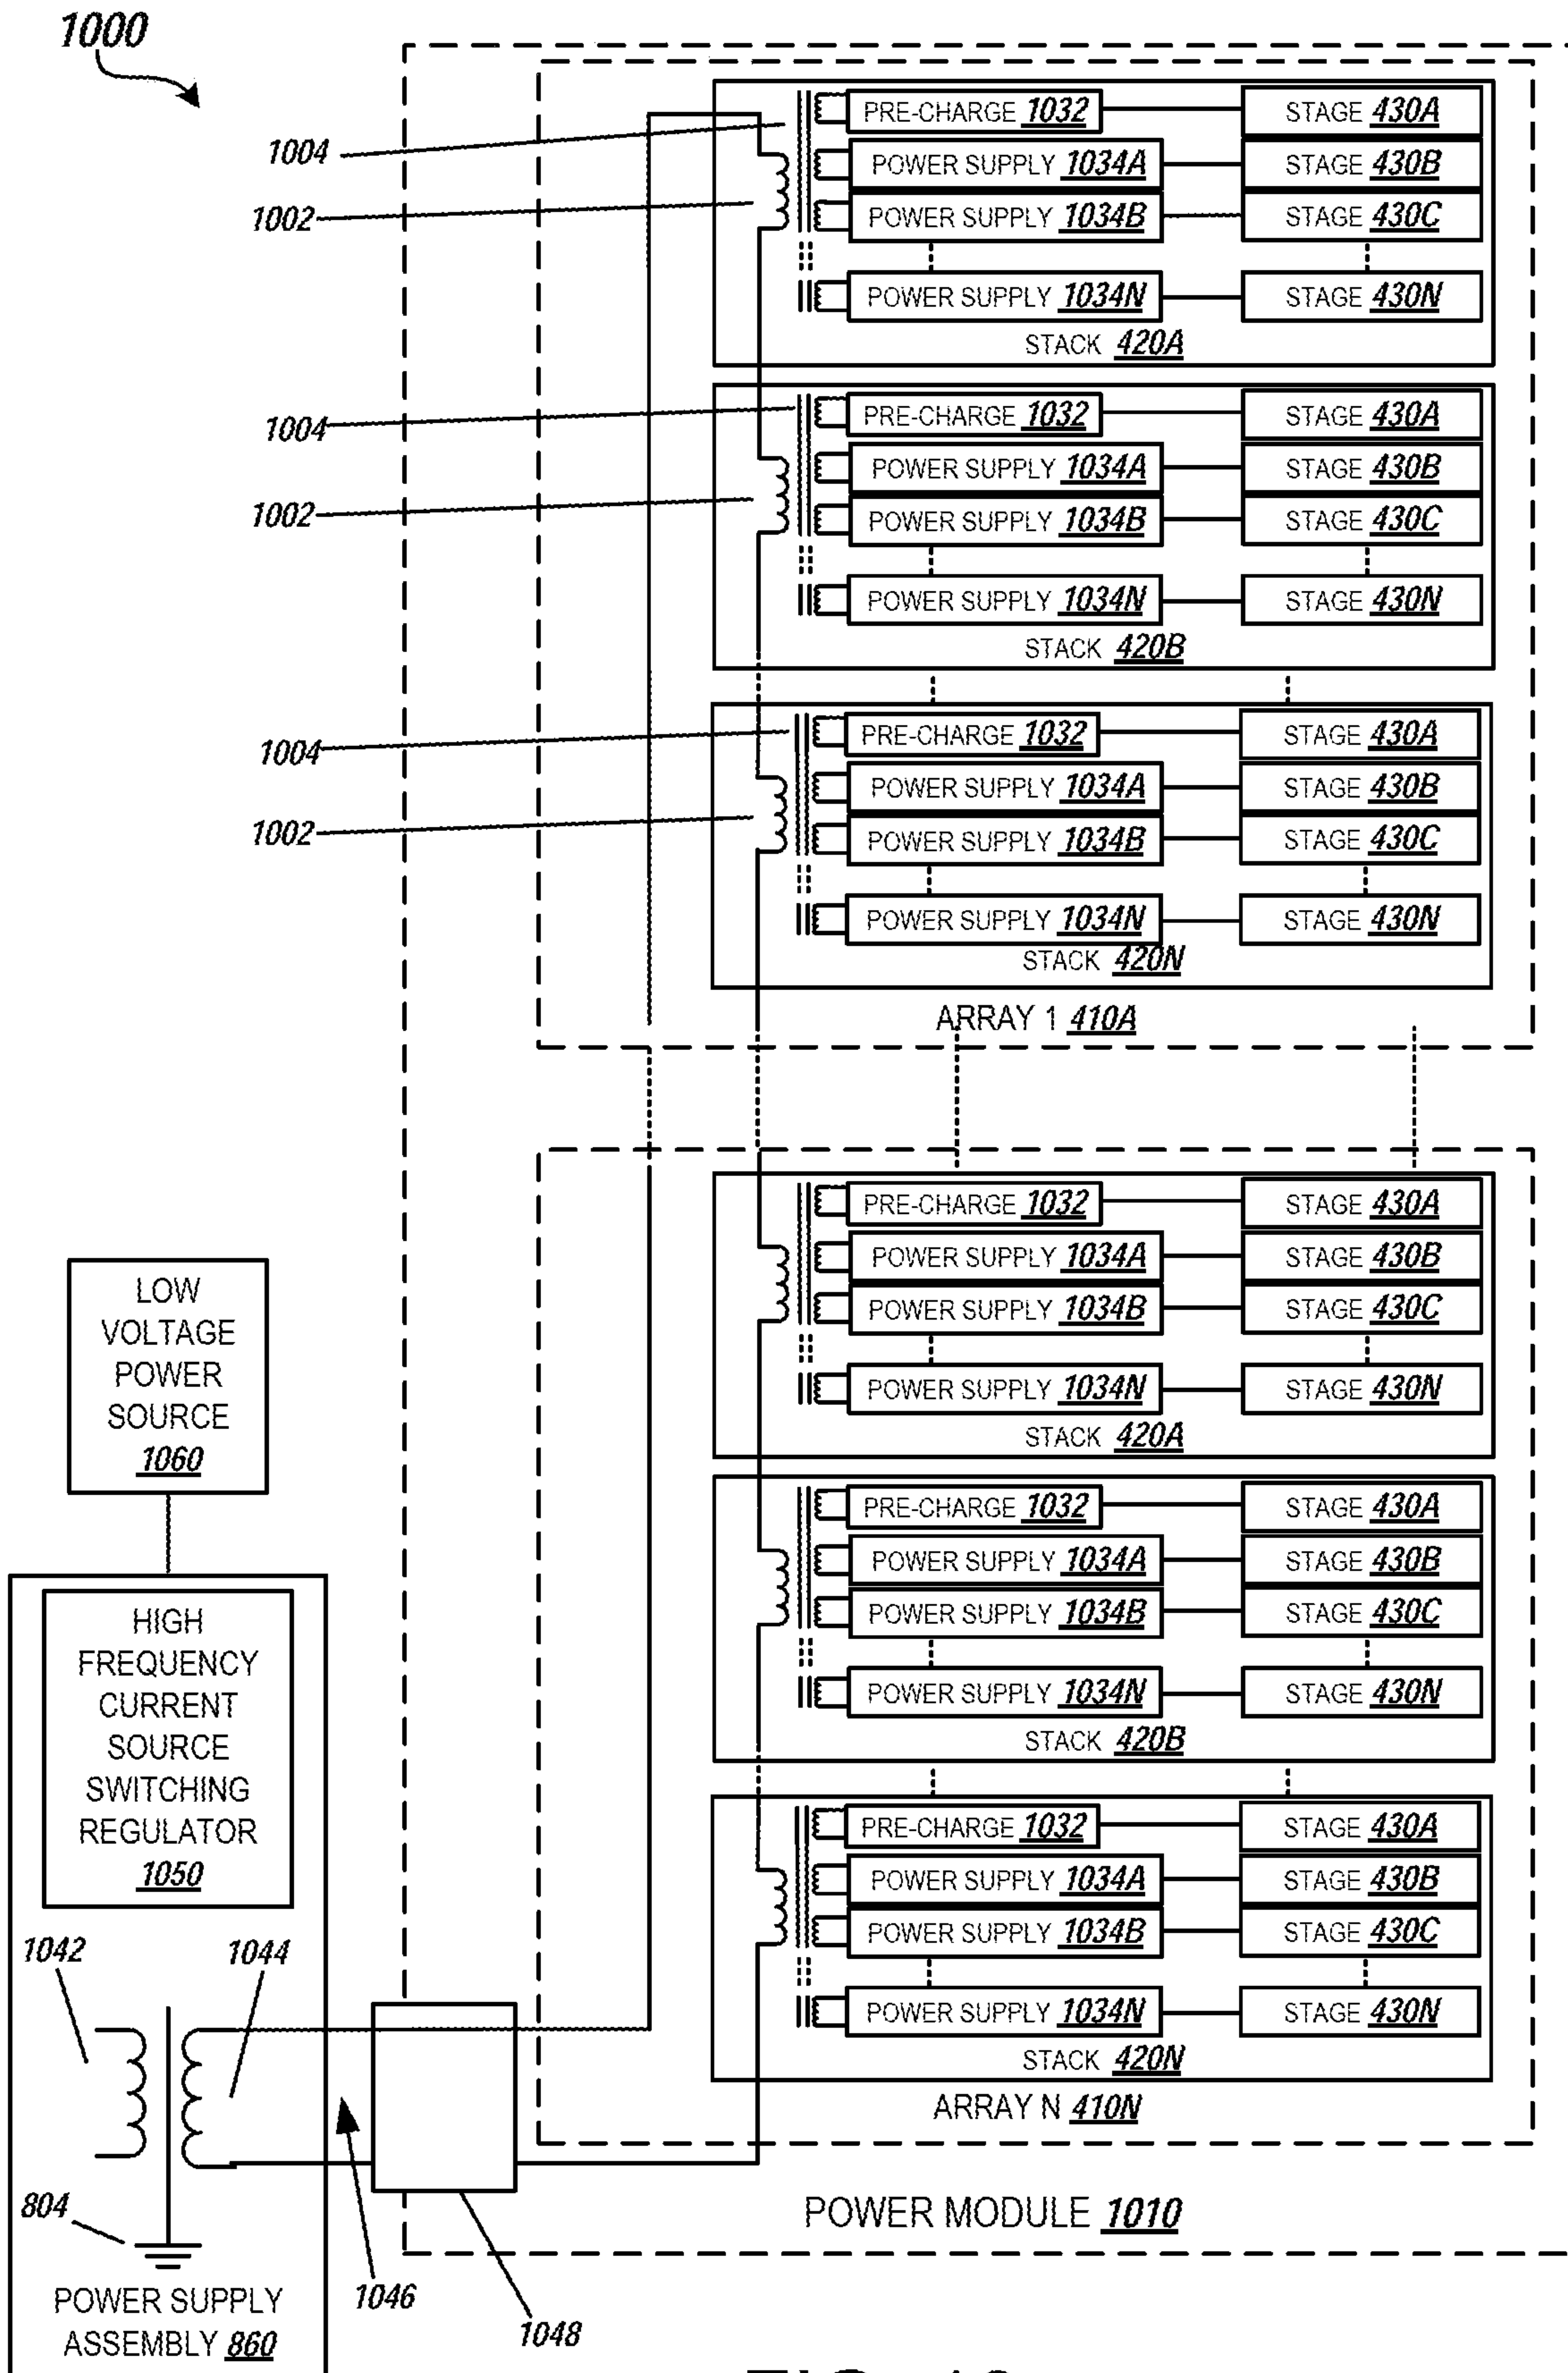 1000
1004
1002
PRE-CHARGE 1032
STAGE 430A
POWER SUPPLY 1034A
STAGE 430B
POWER SUPPLY 1034B
STAGE 430C
POWER SUPPLY 1034N
STAGE 430N
STACK 420A
1004
1002
PRE-CHARGE 1032
STAGE 430A
POWER SUPPLY 1034A
STAGE 430B
POWER SUPPLY 1034B
STAGE 430C
POWER SUPPLY 1034N
STAGE 430N
STACK 420B
1004
1002
PRE-CHARGE 1032
STAGE 430A
POWER SUPPLY 1034A
STAGE 430B
POWER SUPPLY 1034B
STAGE 430C
POWER SUPPLY 1034N
STAGE 430N
STACK 420N
ARRAY 1 410A
PRE-CHARGE 1032
STAGE 430A
POWER SUPPLY 1034A
STAGE 430B
POWER SUPPLY 1034B
STAGE 430C
POWER SUPPLY 1034N
STAGE 430N
STACK 420A
PRE-CHARGE 1032
STAGE 430A
POWER SUPPLY 1034A
STAGE 430B
POWER SUPPLY 1034B
STAGE 430C
POWER SUPPLY 1034N
STAGE 430N
STACK 420B
PRE-CHARGE 1032
STAGE 430A
POWER SUPPLY 1034A
STAGE 430B
POWER SUPPLY 1034B
STAGE 430C
POWER SUPPLY 1034N
STAGE 430N
STACK 420N
ARRAY N 410N
POWER MODULE 1010
LOW
VOLTAGE
POWER
SOURCE
1060
HIGH
FREQUENCY
CURRENT
SOURCE
SWITCHING
REGULATOR
1050
1042
1044
804
1046
1048
POWER SUPPLY
ASSEMBLY 860